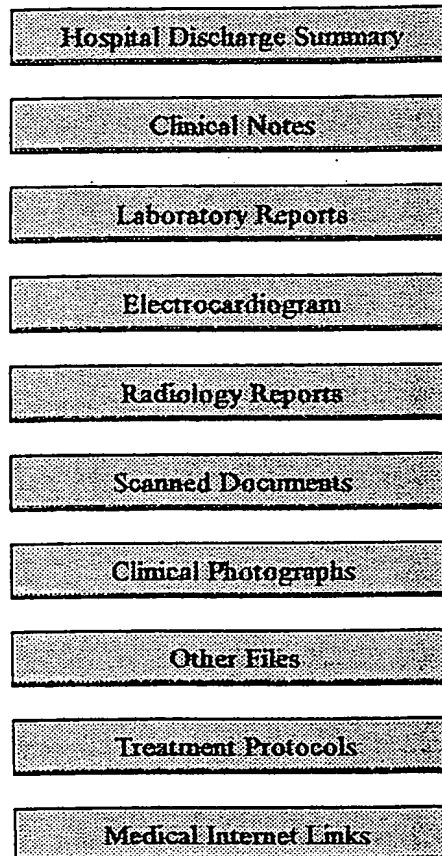 Hospital Discharge Summary
Clinical Notes
Laboratory Reports
Electrocardiogram
Radiology Reports
Scanned Documents
Clinical Photographs
Other Files
Treatment Protocols
Medical Internet Links